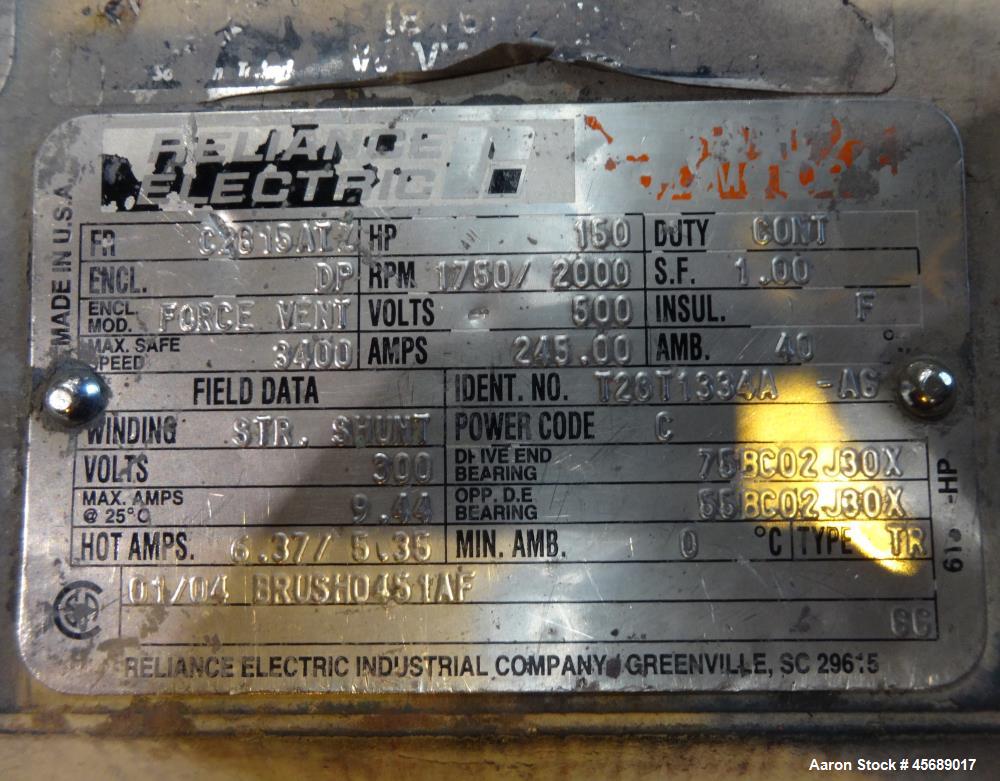 RELIANCE
ELECTRIC
MADE IN U.S.A.
FR C2815ATZ HP 150 DUTY CONT
ENCL. DP RPM 1750/ 2000 S.F. 1.00
ENCL. MOD. FORCE VENT VOLTS 500 INSUL. F
MAX. SAFE SPEED 3400 AMPS 245.00 AMB. 40 °
FIELD DATA IDENT. NO. T28T1334A -AG
WINDING STR. SHUNT POWER CODE C
VOLTS 300 DRIVE END BEARING 75BC02J30X
MAX. AMPS @ 25°C 9.44 OPP. D.E. BEARING 65BC02J30X
HOT AMPS. 6.37/ 5.35 MIN. AMB. 0 °C TYPE TR
01/04 BRUSH0451AF
CC
RELIANCE ELECTRIC INDUSTRIAL COMPANY GREENVILLE, SC 29615
Aaron Stock # 45689017